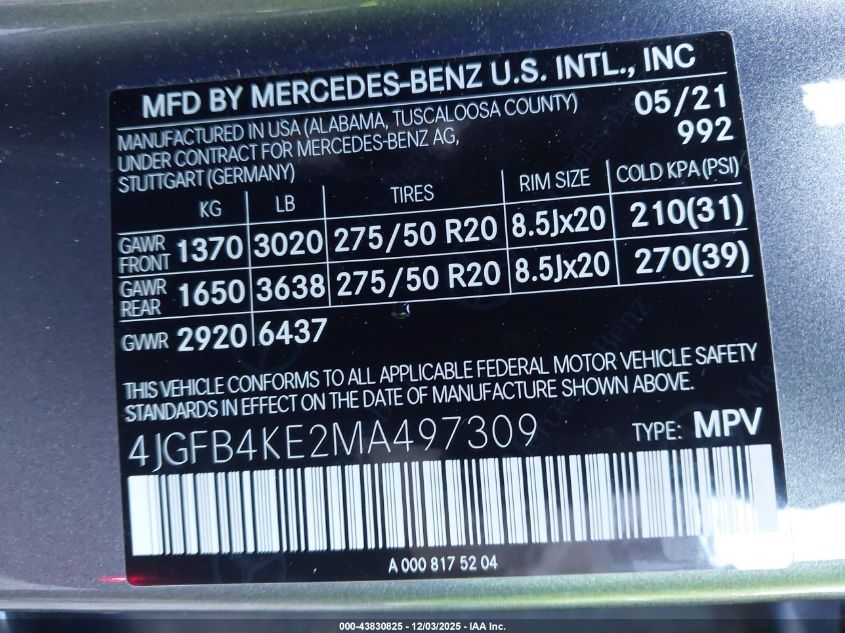 MFD BY MERCEDES-BENZ U.S. INTL., INC
MANUFACTURED IN USA (ALABAMA, TUSCALOOSA COUNTY) 05/21
UNDER CONTRACT FOR MERCEDES-BENZ AG, 992
STUTTGART (GERMANY)
KG LB TIRES RIM SIZE COLD KPA (PSI)
GAWR FRONT 1370 3020 275/50 R20 8.5Jx20 210(31)
GAWR REAR 1650 3638 275/50 R20 8.5Jx20 270(39)
GVWR 2920 6437
THIS VEHICLE CONFORMS TO ALL APPLICABLE FEDERAL MOTOR VEHICLE SAFETY
STANDARDS IN EFFECT ON THE DATE OF MANUFACTURE SHOWN ABOVE.
4JGFB4KE2MA497309 TYPE: MPV
A 000 817 52 04
000-43830825 - 12/03/2025 - IAA Inc.